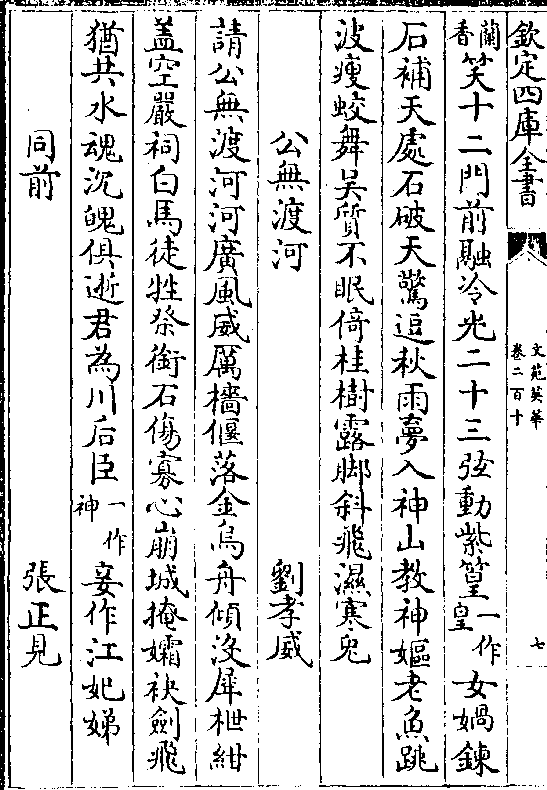 欽定四庫全書
文苑英華
卷二百十
七
蘭香笑十二門前融冷光二十三弦動紫篁一作皇女媧鍊
石補天處石破天驚逗秋雨夢入神山教神嫗老魚跳
波瘦蛟舞吳質不眠倚桂樹露脚斜飛濕寒兔
公無渡河 劉孝威
請公無渡河河廣風威厲檣偃落金烏舟傾沒犀枻紺
蓋空嚴祠白馬徒牲祭銜石傷寡心崩城掩孀袂劍飛
猶共水魂沉魄俱逝君為川后臣一作神妾作江妃娣
同前 張正見